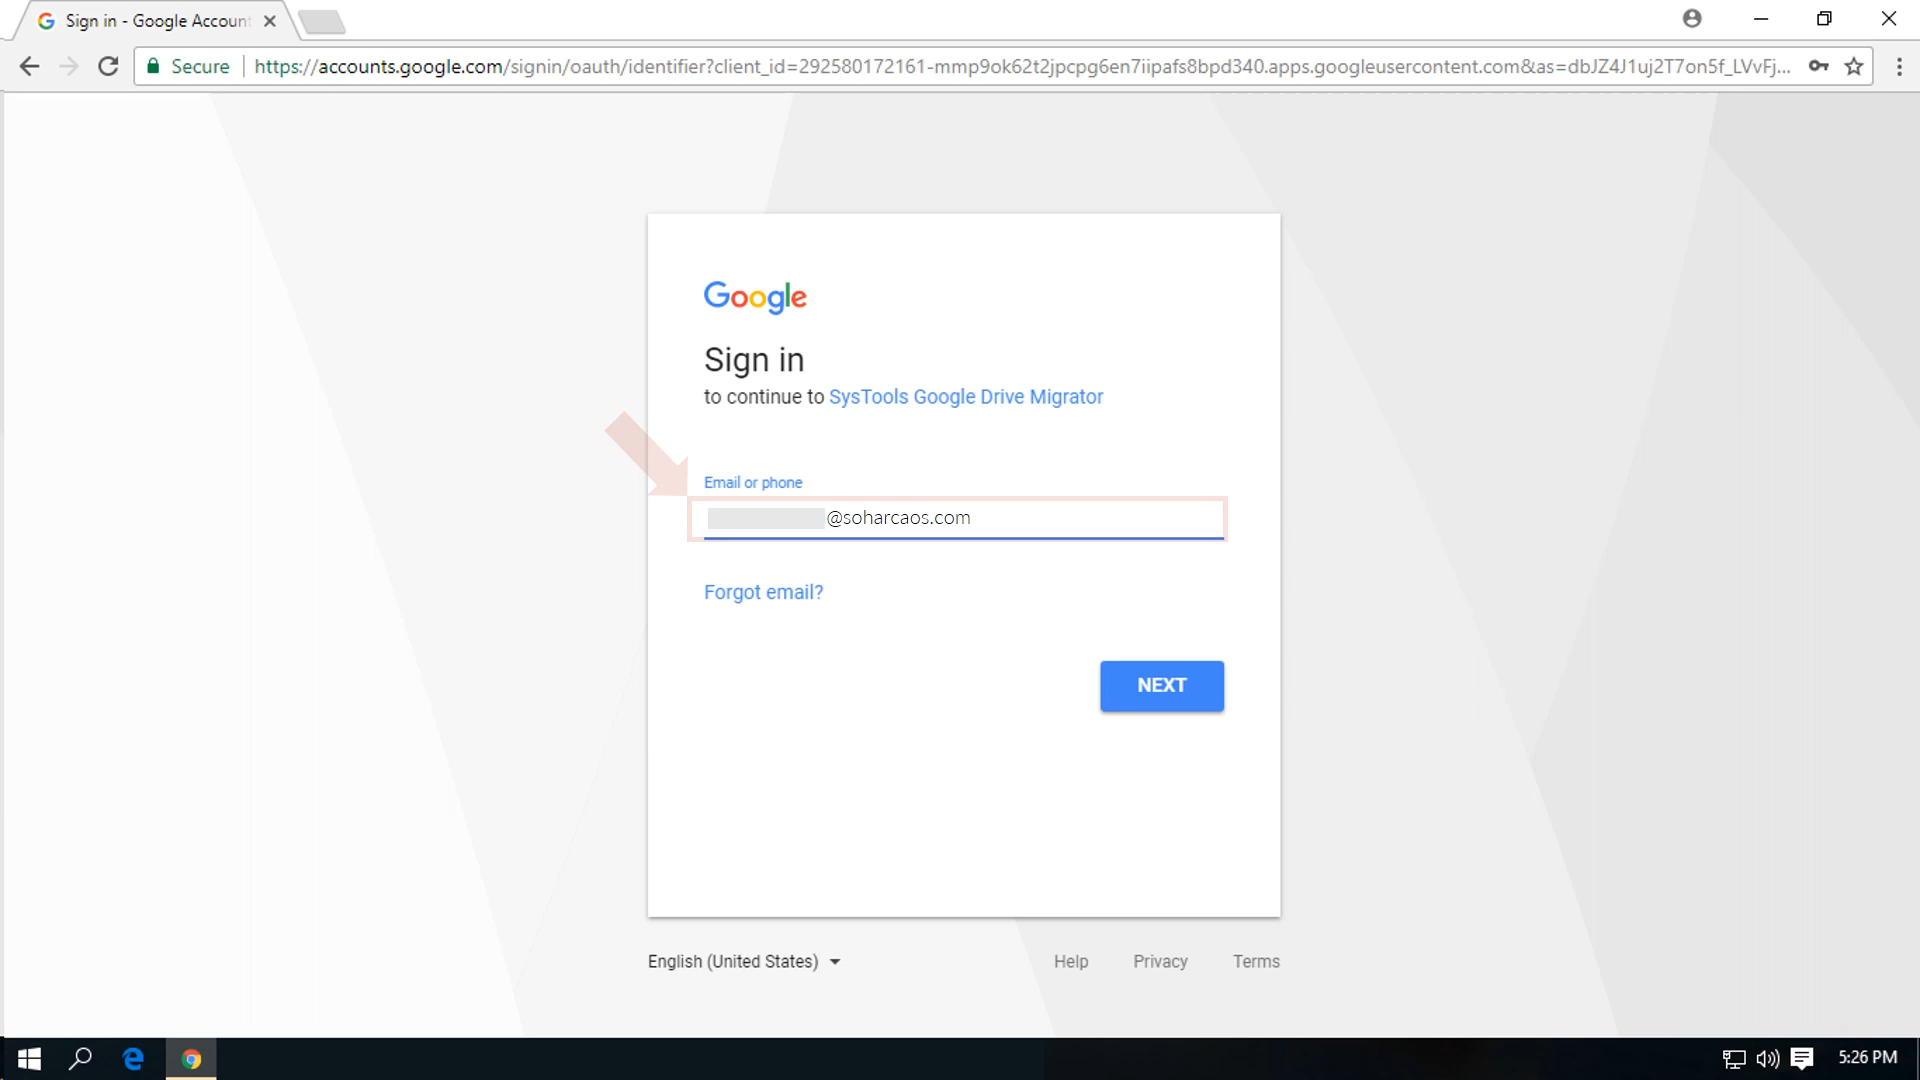 Sign in - Google Accoun
Secure
https://accounts.google.com/signin/oauth/identifier?client_id=292580172161-mmp9ok62t2jpcpg6en7iipafs8bpd340.apps.googleusercontent.com&as=dbJZ4J1uj2T7on5f_LVvFj...
Google
Sign in
to continue to SysTools Google Drive Migrator
Email or phone
@soharcaos.com
Forgot email?
NEXT
English (United States)
Help Privacy Terms
5:26 PM